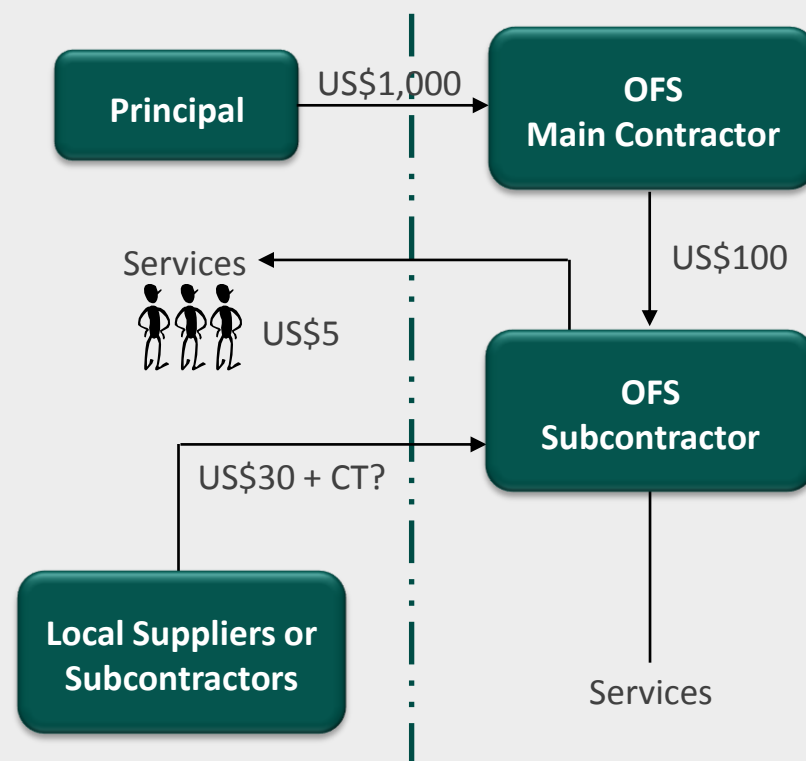 Principal
US$1,000
OFS
Main Contractor
US$100
Services
US$5
OFS
Subcontractor
US$30 + CT?
Local Suppliers or
Subcontractors
Services